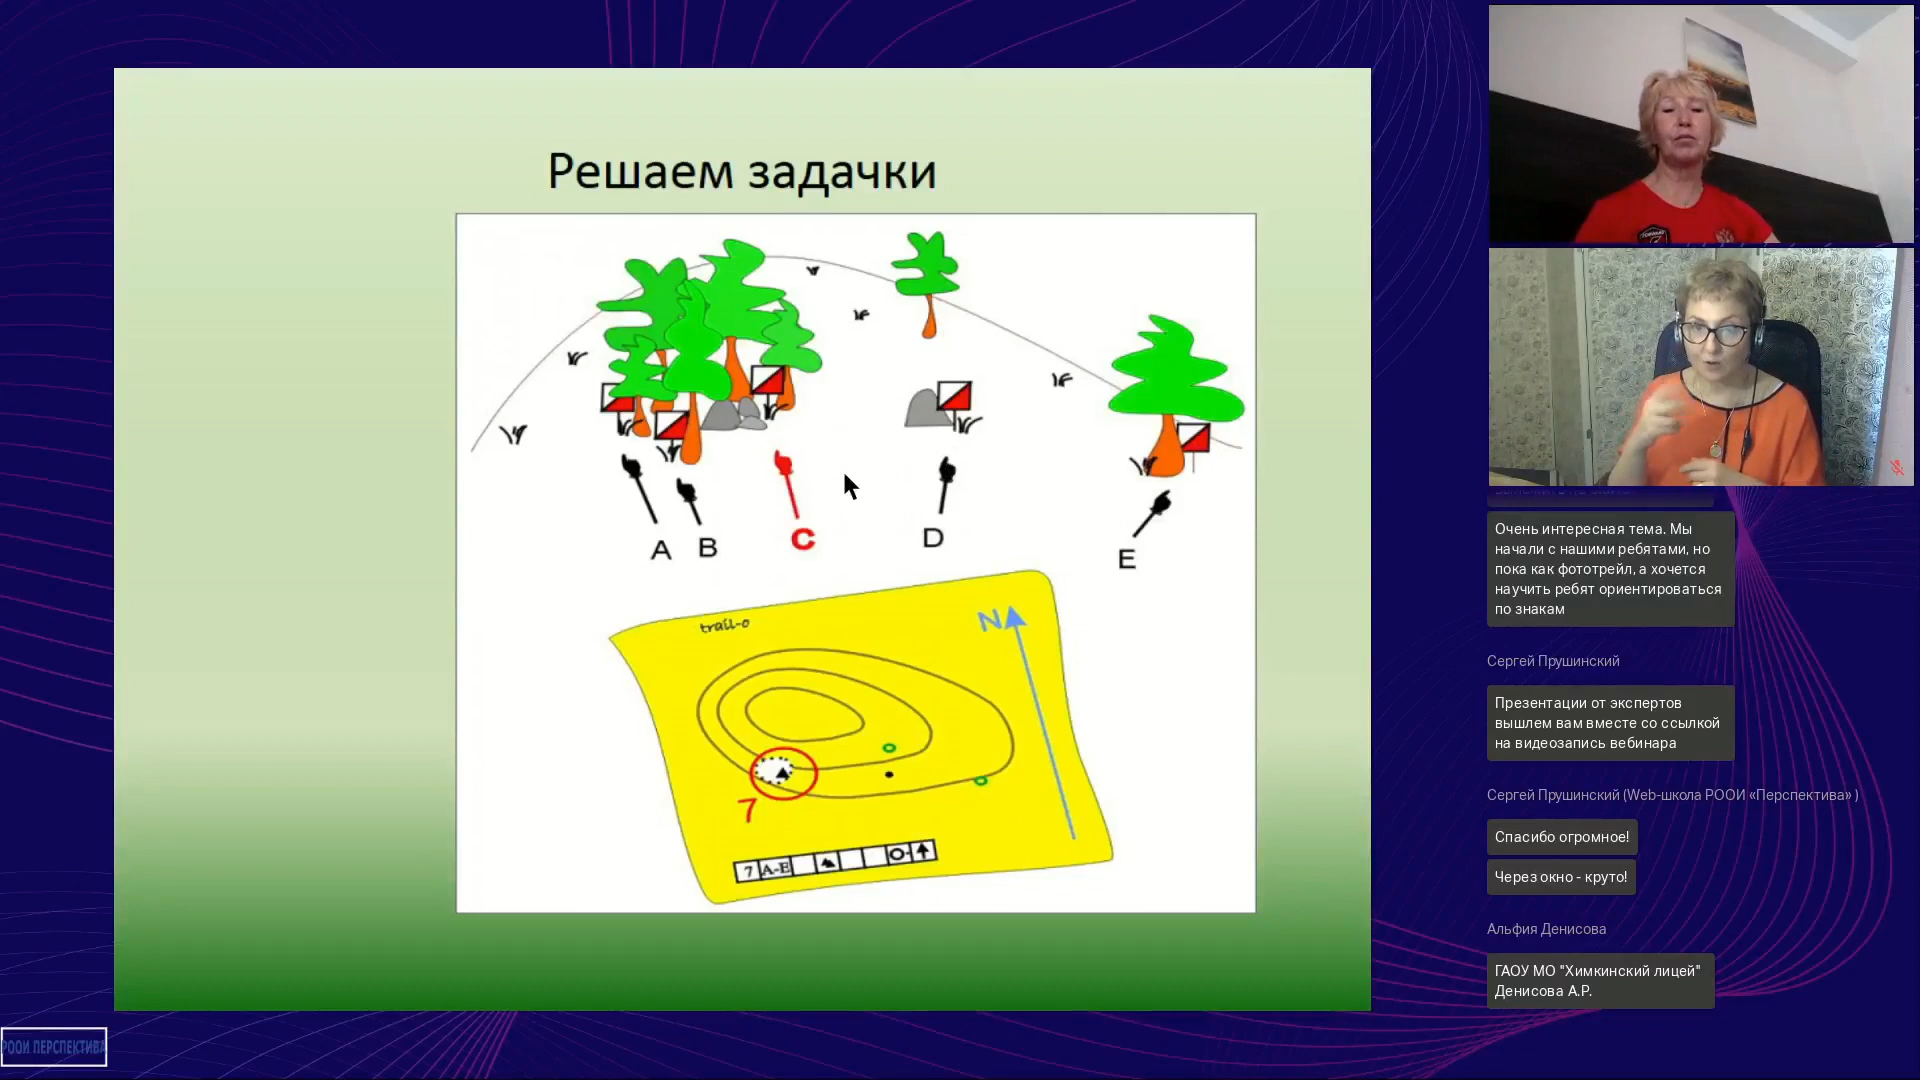 Решаем задачки
A
B
C
D
E
trail-o
N
7
7 A-E
Очень интересная тема. Мы
начали с нашими ребятами, но
пока как фототрейл, а хочется
научить ребят ориентироваться
по знакам
Сергей Прушинский
Презентации от экспертов
вышлем вам вместе со ссылкой
на видеозапись вебинара
Сергей Прушинский (Web-школа РООИ «Перспектива» )
Спасибо огромное!
Через окно - круто!
Альфия Денисова
ГАОУ МО "Химкинский лицей"
Денисова А.Р.
РООИ ПЕРСПЕКТИВА